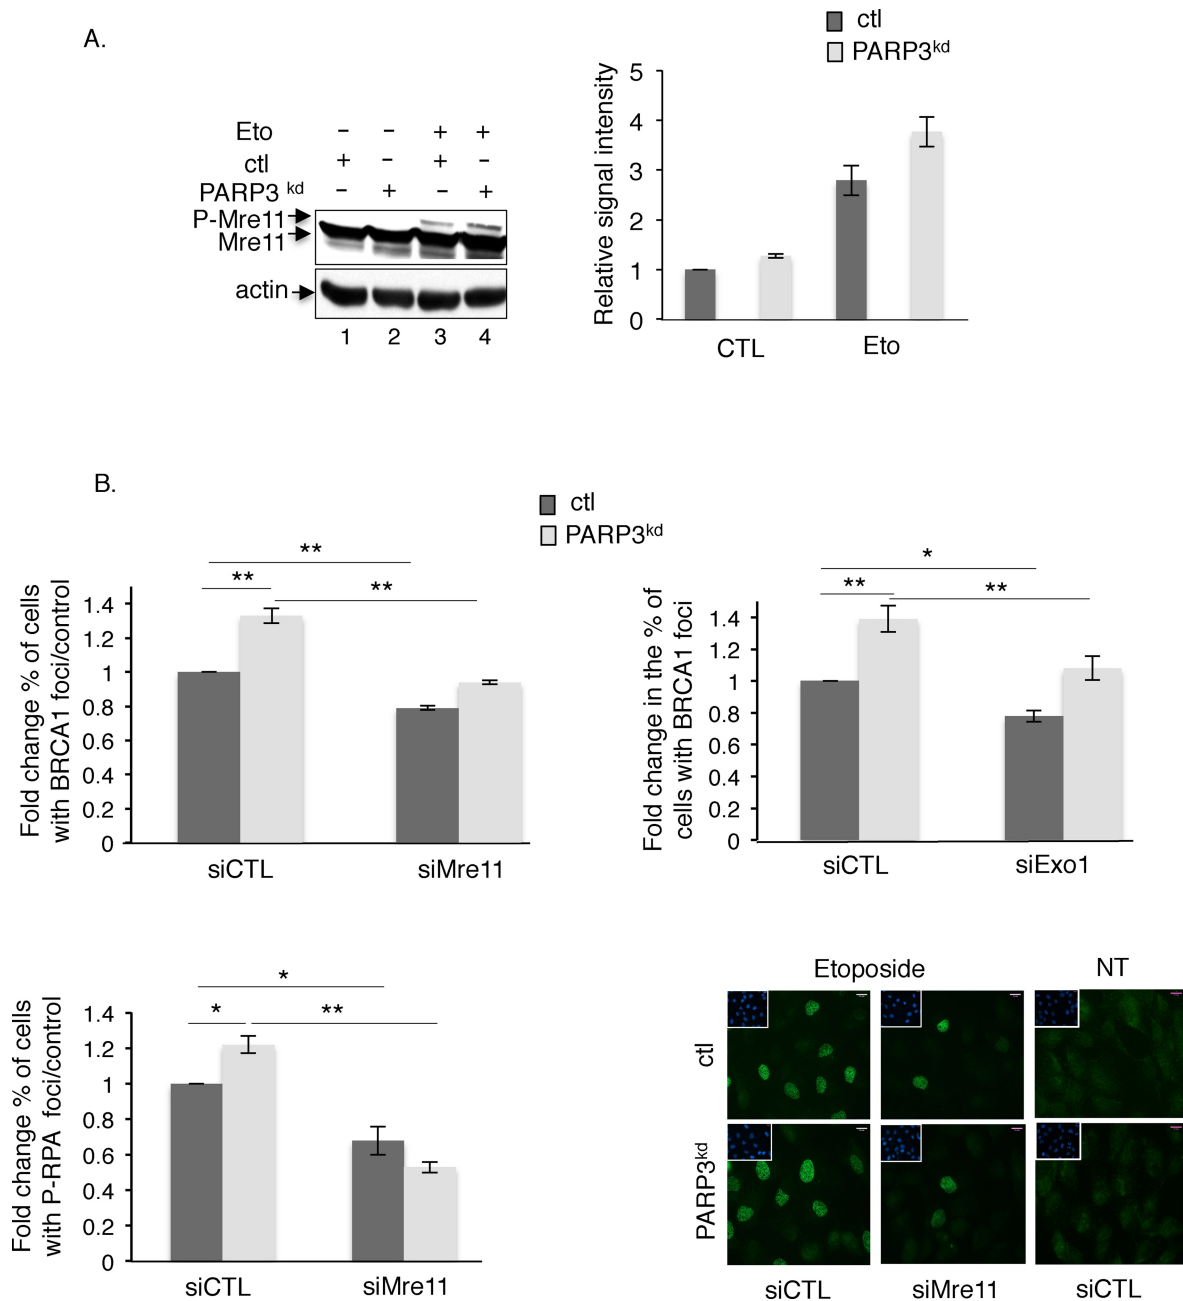 A.
ctl
PARP3kd
Eto - - + +
ctl + - + -
PARP3 kd - + - +
P-Mre11
Mre11
actin
1 2 3 4
Relative signal intensity
5
4
3
2
1
0
CTL Eto
B.
ctl
PARP3kd
Fold change % of cells
with BRCA1 foci/control
1.4
1.2
1
0.8
0.6
0.4
0.2
0
**
**
**
siCTL siMre11
Fold change in the % of
cells with BRCA1 foci
1.4
1.2
1
0.8
0.6
0.4
0.2
0
*
**
**
siCTL siExo1
Fold change % of cells
with P-RPA foci/control
1.4
1.2
1
0.8
0.6
0.4
0.2
0
*
*
**
siCTL siMre11
Etoposide NT
ctl
PARP3kd
siCTL siMre11 siCTL